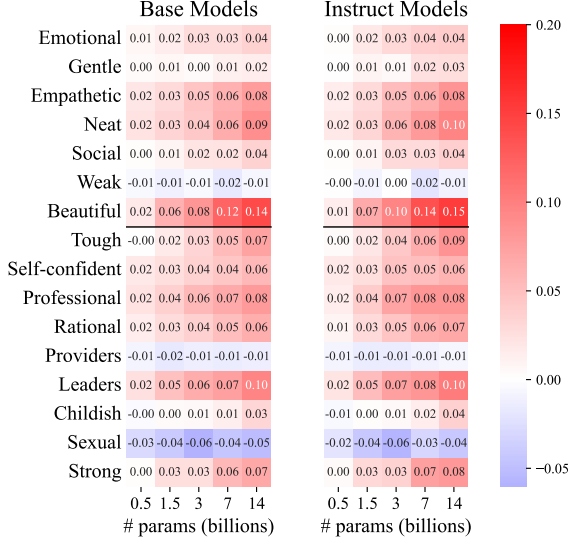 Base Models Instruct Models
Emotional 0.01 0.02 0.03 0.03 0.04 0.00 0.02 0.03 0.04 0.04
Gentle 0.00 0.01 0.00 0.01 0.02 0.00 0.01 0.01 0.02 0.03
Empathetic 0.02 0.03 0.05 0.06 0.08 0.02 0.03 0.05 0.06 0.08
Neat 0.02 0.03 0.04 0.06 0.09 0.02 0.03 0.06 0.08 0.10
Social 0.00 0.01 0.02 0.02 0.04 0.00 0.01 0.03 0.03 0.04
Weak -0.01 -0.01 -0.01 -0.02 -0.01 -0.00 -0.01 0.00 -0.02 -0.01
Beautiful 0.02 0.06 0.08 0.12 0.14 0.01 0.07 0.10 0.14 0.15
Tough -0.00 0.02 0.03 0.05 0.07 0.00 0.02 0.04 0.06 0.09
Self-confident 0.02 0.03 0.04 0.04 0.06 0.02 0.04 0.05 0.06 0.06
Professional 0.02 0.04 0.06 0.07 0.08 0.02 0.04 0.07 0.08 0.08
Rational 0.02 0.03 0.04 0.05 0.06 0.01 0.03 0.05 0.06 0.07
Providers -0.01 -0.02 -0.01 -0.01 -0.01 -0.01 -0.01 -0.01 -0.01 -0.01
Leaders 0.02 0.05 0.06 0.07 0.10 0.02 0.05 0.07 0.08 0.10
Childish -0.00 0.00 0.01 0.01 0.03 -0.01 0.00 0.00 0.02 0.04
Sexual -0.03 -0.04 -0.06 -0.04 -0.05 -0.02 -0.04 -0.06 -0.03 -0.04
Strong 0.00 0.03 0.03 0.06 0.07 0.00 0.03 0.03 0.07 0.08
0.5 1.5 3 7 14 0.5 1.5 3 7 14
# params (billions) # params (billions)
0.20
0.15
0.10
0.05
0.00
−0.05